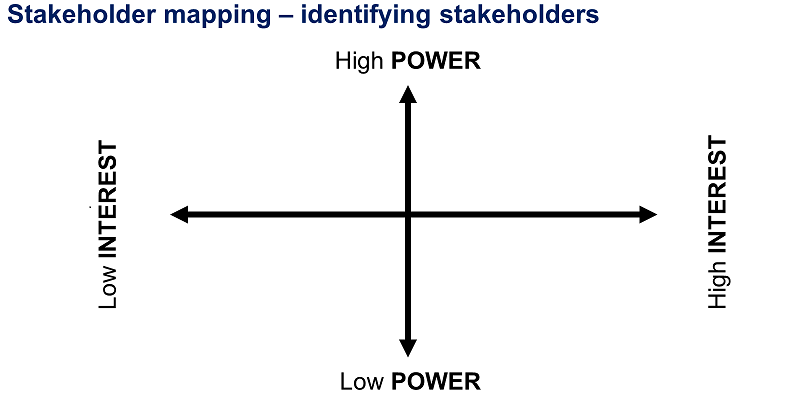 Stakeholder mapping – identifying stakeholders
High POWER
Low INTEREST
High INTEREST
Low POWER